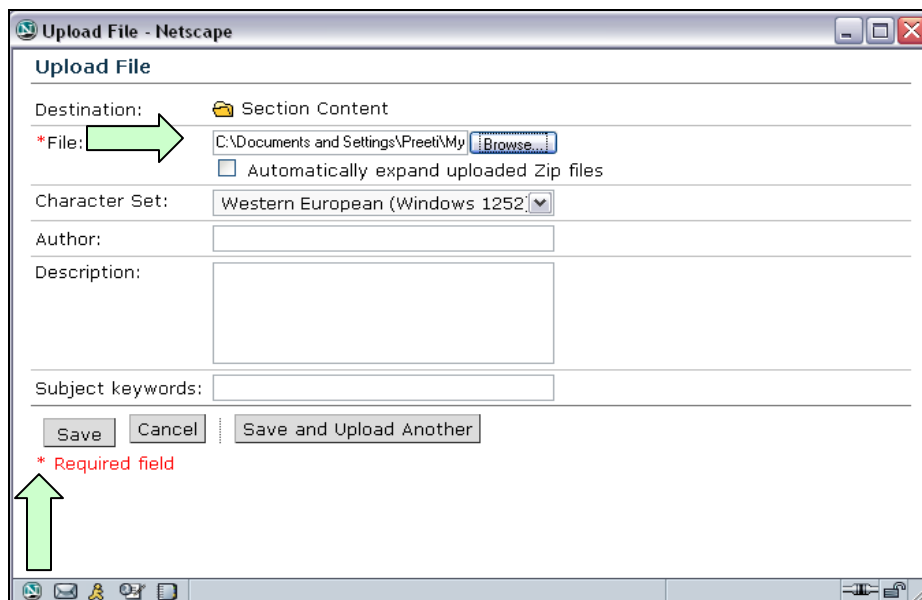 Upload File - Netscape
Upload File
Destination: Section Content
*File: C:\Documents and Settings\Preeti\My Browse...
Automatically expand uploaded Zip files
Character Set: Western European (Windows 1252)
Author:
Description:
Subject keywords:
Save Cancel Save and Upload Another
* Required field